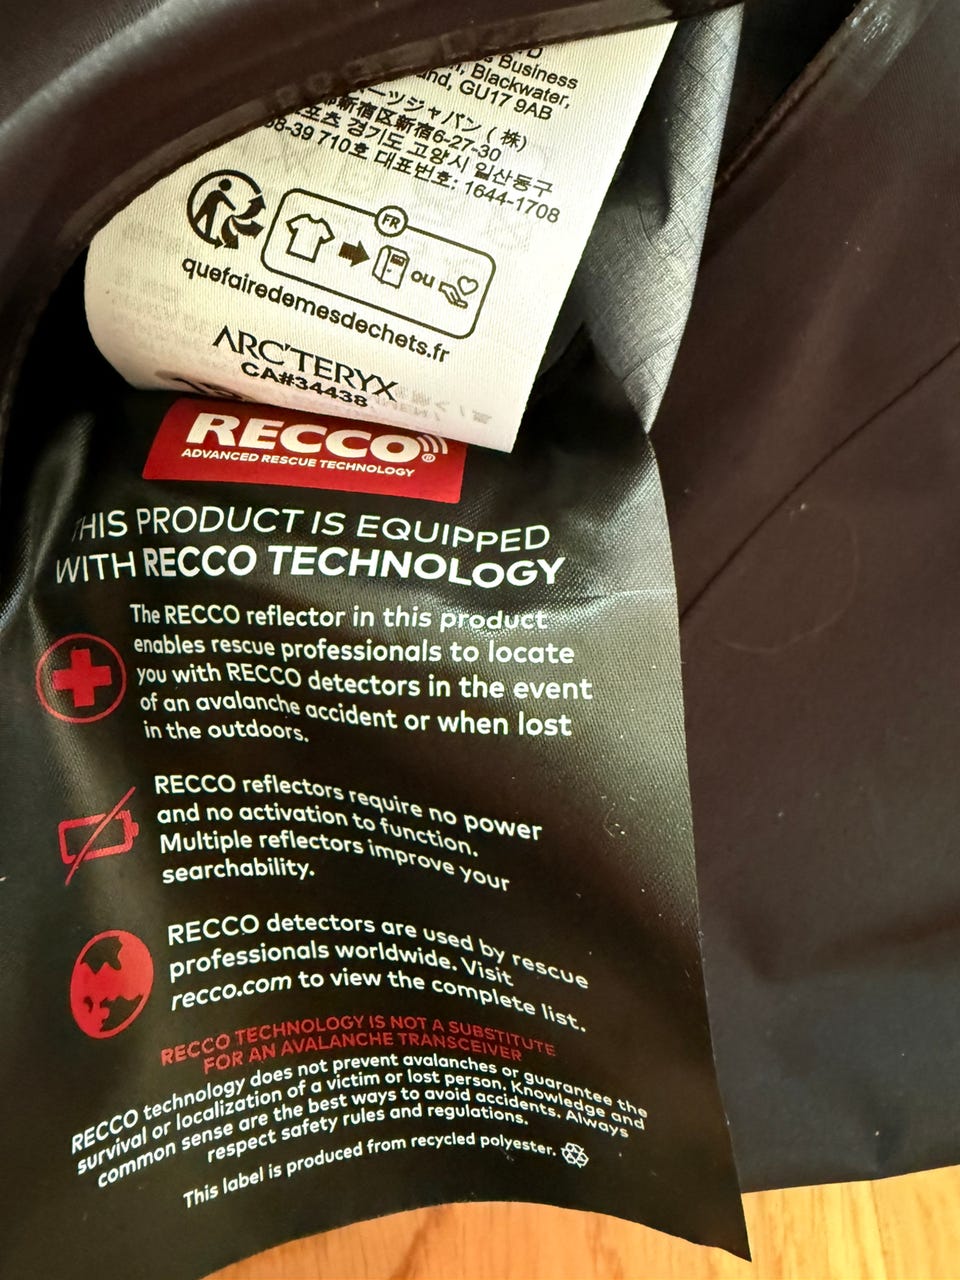 Business
Blackwater,
GU17 9AB
ーツジャパン ( 株)
新宿区新宿6-27-30
포츠 경기도 고양시 일산동구
8-39 710호 대표번호: 1644-1708
FR
ou
quefairedemesdechets.fr
ARC'TERYX
CA#34438
RECCO®
ADVANCED RESCUE TECHNOLOGY
THIS PRODUCT IS EQUIPPED
WITH RECCO TECHNOLOGY
The RECCO reflector in this product
enables rescue professionals to locate
you with RECCO detectors in the event
of an avalanche accident or when lost
in the outdoors.
RECCO reflectors require no power
and no activation to function.
Multiple reflectors improve your
searchability.
RECCO detectors are used by rescue
professionals worldwide. Visit
recco.com to view the complete list.
RECCO TECHNOLOGY IS NOT A SUBSTITUTE
FOR AN AVALANCHE TRANSCEIVER
RECCO technology does not prevent avalanches or guarantee the
survival or localization of a victim or lost person. Knowledge and
common sense are the best ways to avoid accidents. Always
respect safety rules and regulations.
This label is produced from recycled polyester.